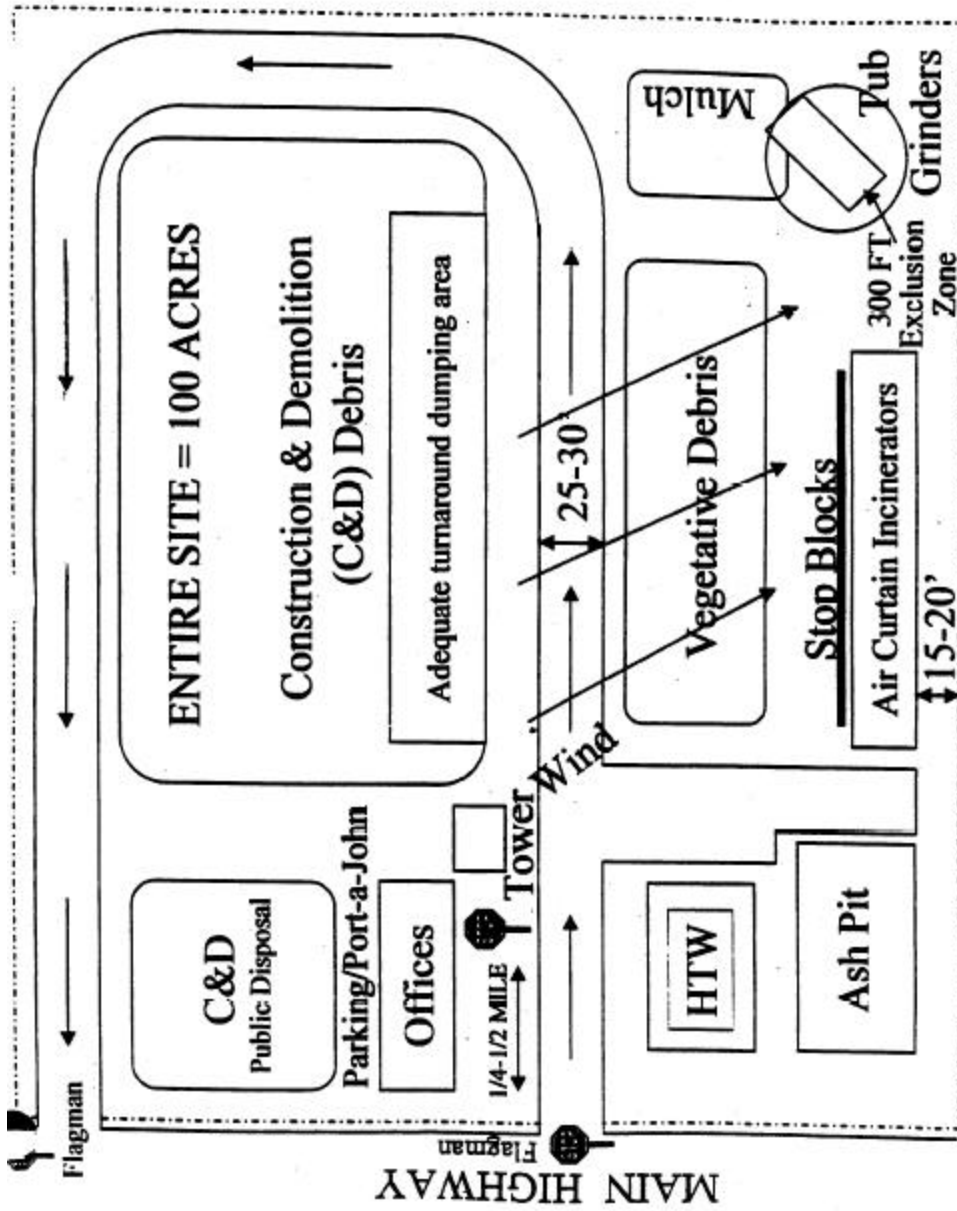 Flagman
C&D
Public Disposal
ENTIRE SITE = 100 ACRES
Construction & Demolition
(C&D) Debris
Adequate turnaround dumping area
Parking/Port-a-John
Offices
Tower
1/4-1/2 MILE
Flagman
MAIN HIGHWAY
Wind
25-30'
HTW
Ash Pit
Vegetative Debris
Stop Blocks
Air Curtain Incinerators
15-20'
Mulch
300 FT
Exclusion
Zone
Tub
Grinders